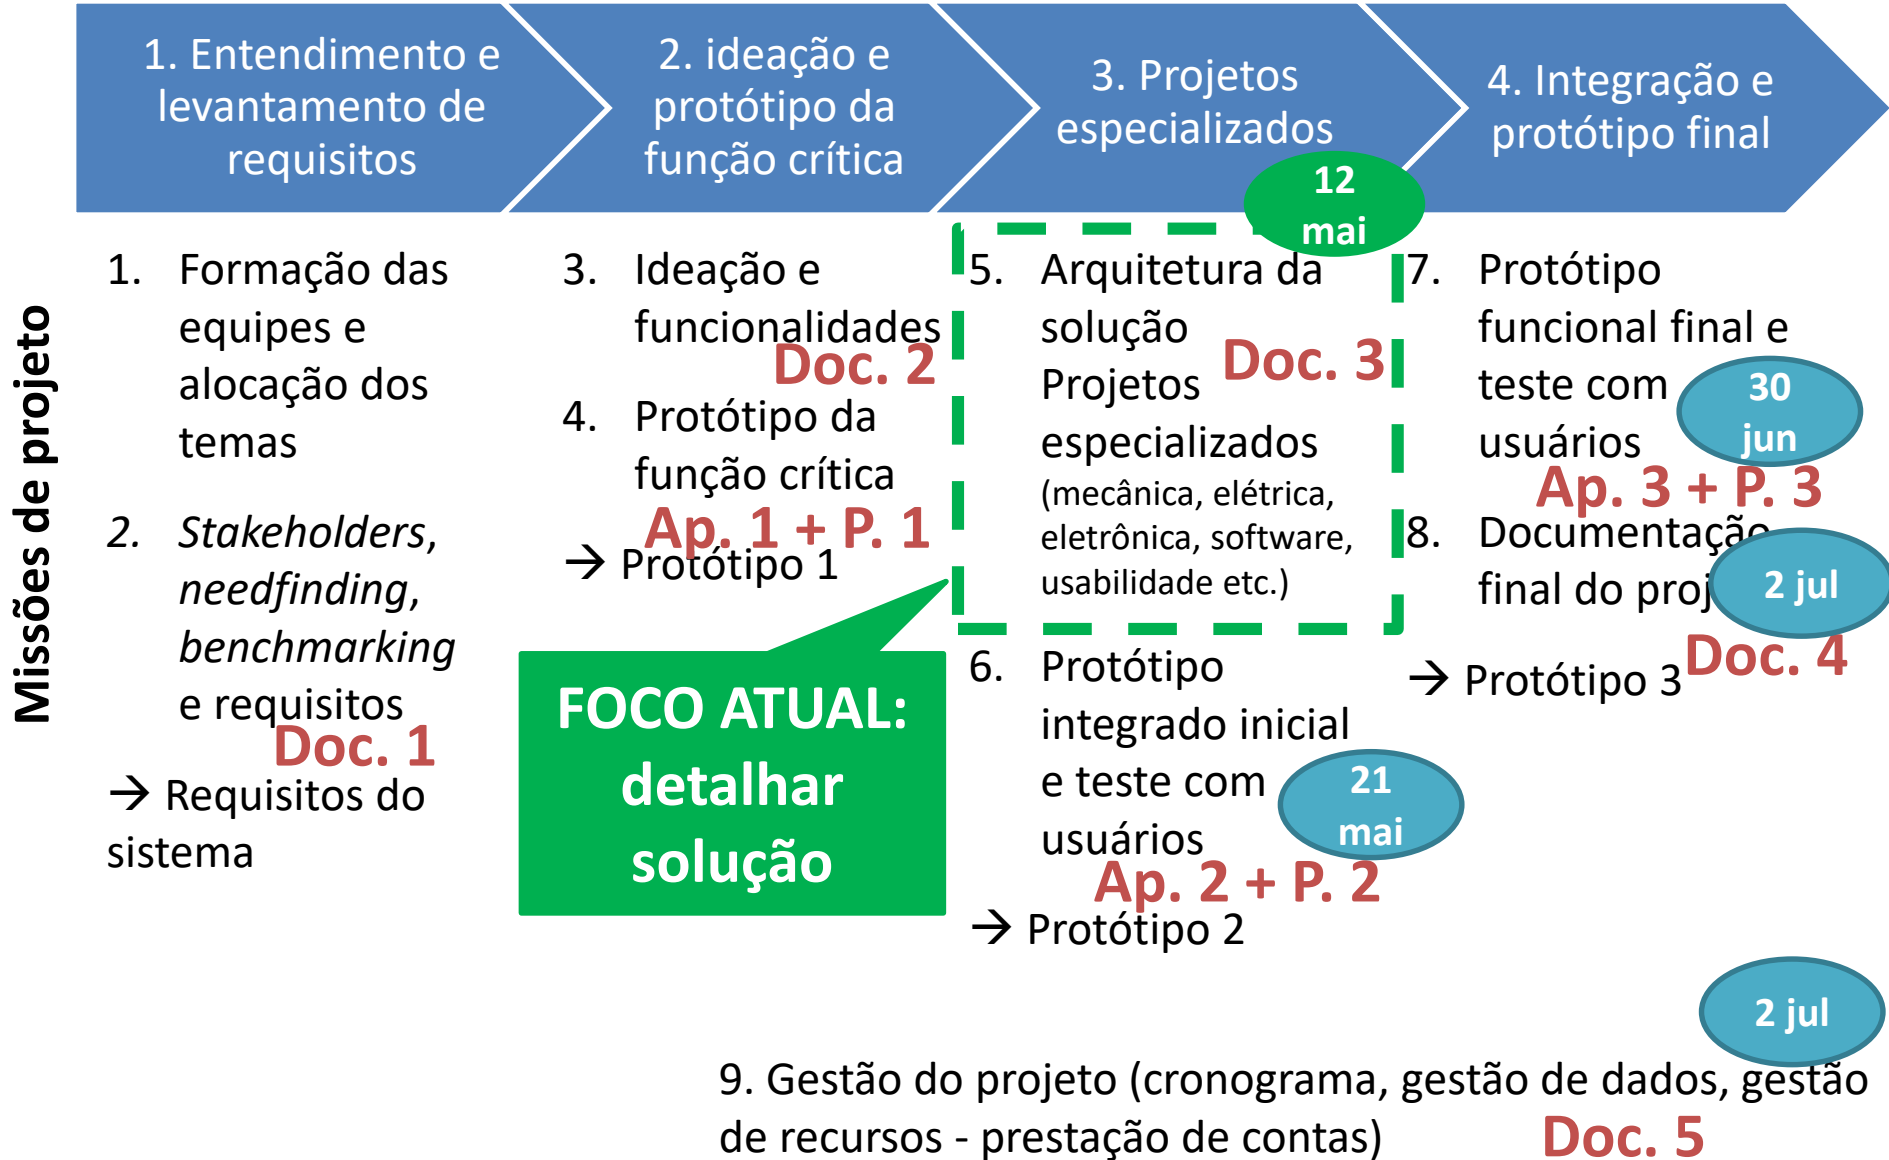 1. Entendimento e
levantamento de
requisitos
2. ideação e
protótipo da
função crítica
3. Projetos
especializados
4. Integração e
protótipo final
12
mai
Missões de projeto
1. Formação das
equipes e
alocação dos
temas
2. Stakeholders,
needfinding,
benchmarking
e requisitos
Doc. 1
→ Requisitos do
sistema
3. Ideação e
funcionalidades
Doc. 2
4. Protótipo da
função crítica
Ap. 1 + P. 1
→ Protótipo 1
FOCO ATUAL:
detalhar
solução
5. Arquitetura da
solução
Doc. 3
Projetos
especializados
(mecânica, elétrica,
eletrônica, software,
usabilidade etc.)
6. Protótipo
integrado inicial
e teste com
usuários
21
mai
Ap. 2 + P. 2
→ Protótipo 2
7. Protótipo
funcional final e
teste com
usuários
30
jun
Ap. 3 + P. 3
8. Documentação
final do proj
2 jul
Doc. 4
→ Protótipo 3
2 jul
9. Gestão do projeto (cronograma, gestão de dados, gestão
de recursos - prestação de contas)
Doc. 5